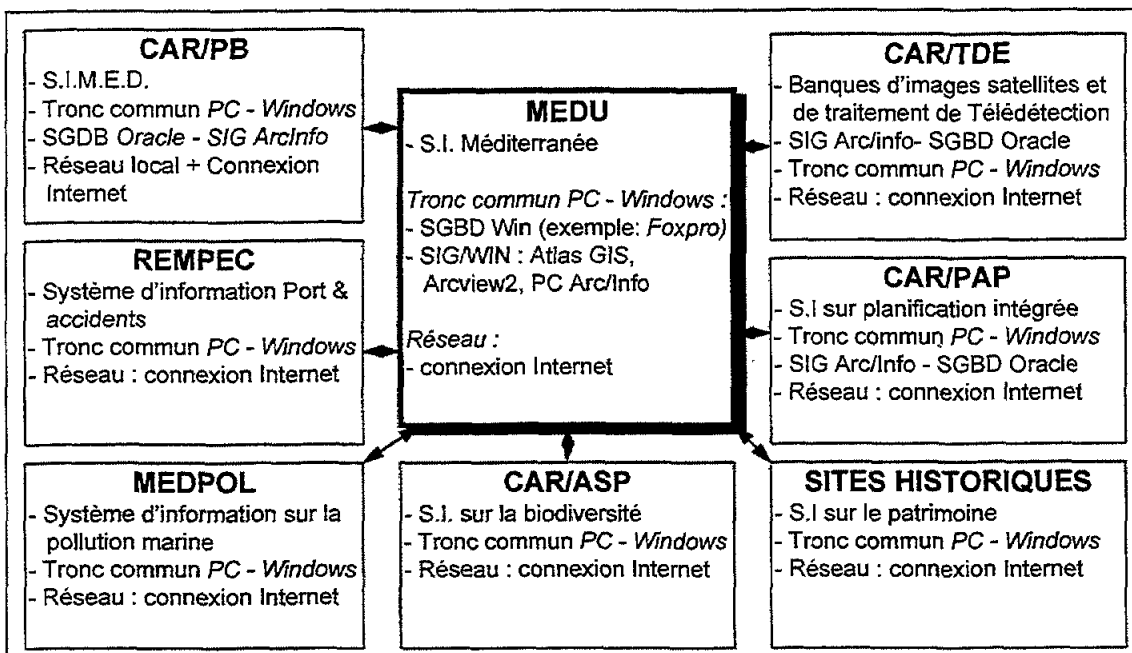 CAR/PB
- S.I.M.E.D.
- Tronc commun PC - Windows
- SGDB Oracle - SIG ArcInfo
- Réseau local + Connexion
Internet
REMPEC
- Système d'information Port &
accidents
- Tronc commun PC - Windows
- Réseau : connexion Internet
MEDPOL
- Système d'information sur la
pollution marine
- Tronc commun PC - Windows
- Réseau : connexion Internet
MEDU
- S.I. Méditerranée
Tronc commun PC - Windows :
- SGBD Win (exemple: Foxpro)
- SIG/WIN : Atlas GIS,
Arcview2, PC Arc/Info
Réseau :
- connexion Internet
CAR/ASP
- S.I. sur la biodiversité
- Tronc commun PC - Windows
- Réseau : connexion Internet
CAR/TDE
- Banques d'images satellites et
de traitement de Télédétection
- SIG Arc/info- SGBD Oracle
- Tronc commun PC - Windows
- Réseau : connexion Internet
CAR/PAP
- S.I sur planification intégrée
- Tronc commun PC - Windows
- SIG Arc/Info - SGBD Oracle
- Réseau : connexion Internet
SITES HISTORIQUES
- S.I sur le patrimoine
- Tronc commun PC - Windows
- Réseau : connexion Internet